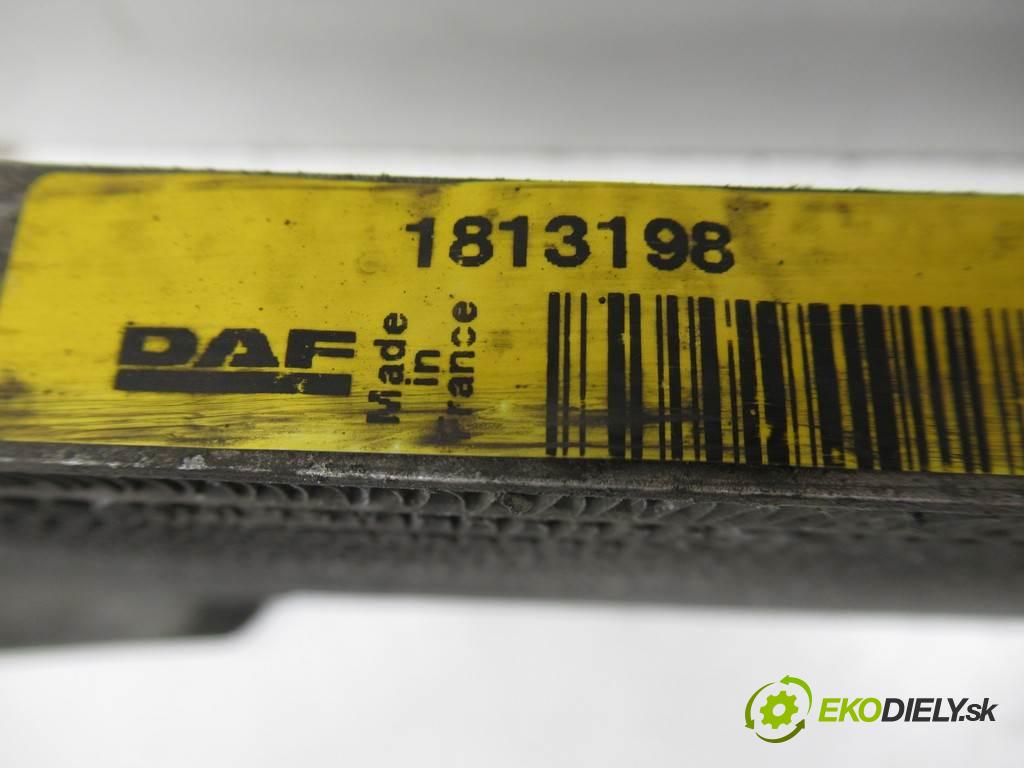 1813198
DAF
Made
in
France
EKODIELY.sk